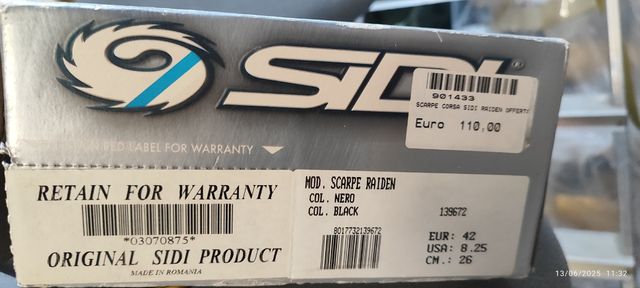 SIDI
901433
SCARPE CORSA SIDI RAIDEN OFFERTA
Euro 110,00
RED LABEL FOR WARRANTY
RETAIN FOR WARRANTY
*03070875*
ORIGINAL SIDI PRODUCT
MADE IN ROMANIA
MOD. SCARPE RAIDEN
COL. NERO
COL. BLACK 139672
8017732139672
EUR: 42
USA: 8.25
CM.: 26
13/06/2025 11:32